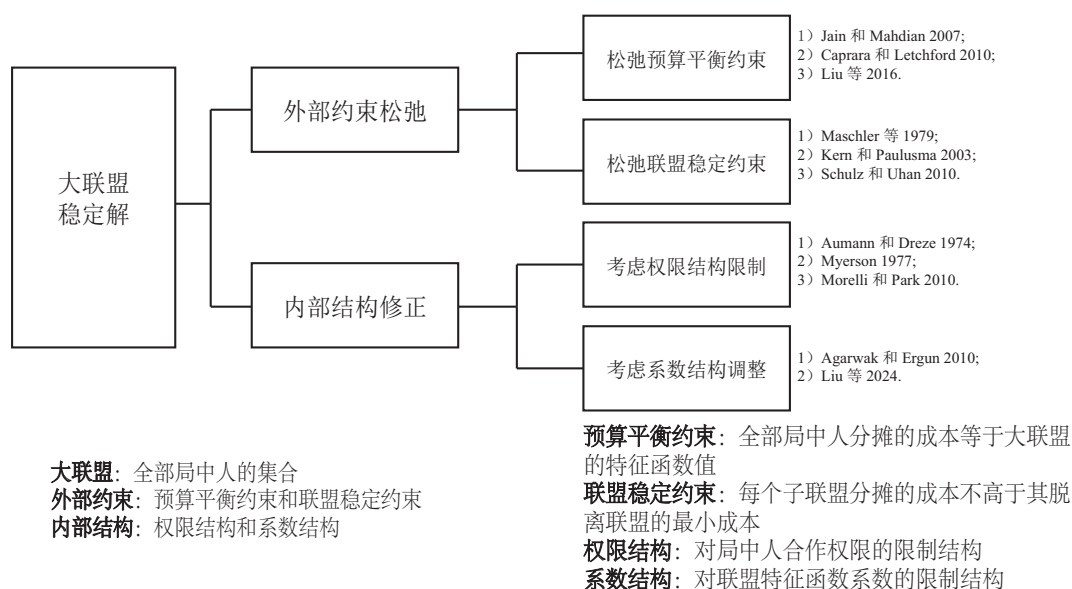 大联盟
稳定解
外部约束松弛
内部结构修正
松弛预算平衡约束
1）Jain 和 Mahdian 2007;
2）Caprara 和 Letchford 2010;
3）Liu 等 2016.
松弛联盟稳定约束
1）Maschler 等 1979;
2）Kern 和 Paulusma 2003;
3）Schulz 和 Uhan 2010.
考虑权限结构限制
1）Aumann 和 Dreze 1974;
2）Myerson 1977;
3）Morelli 和 Park 2010.
考虑系数结构调整
1）Agarwak 和 Ergun 2010;
2）Liu 等 2024.
大联盟：全部局中人的集合
外部约束：预算平衡约束和联盟稳定约束
内部结构：权限结构和系数结构
预算平衡约束：全部局中人分摊的成本等于大联盟
的特征函数值
联盟稳定约束：每个子联盟分摊的成本不高于其脱
离联盟的最小成本
权限结构：对局中人合作权限的限制结构
系数结构：对联盟特征函数系数的限制结构